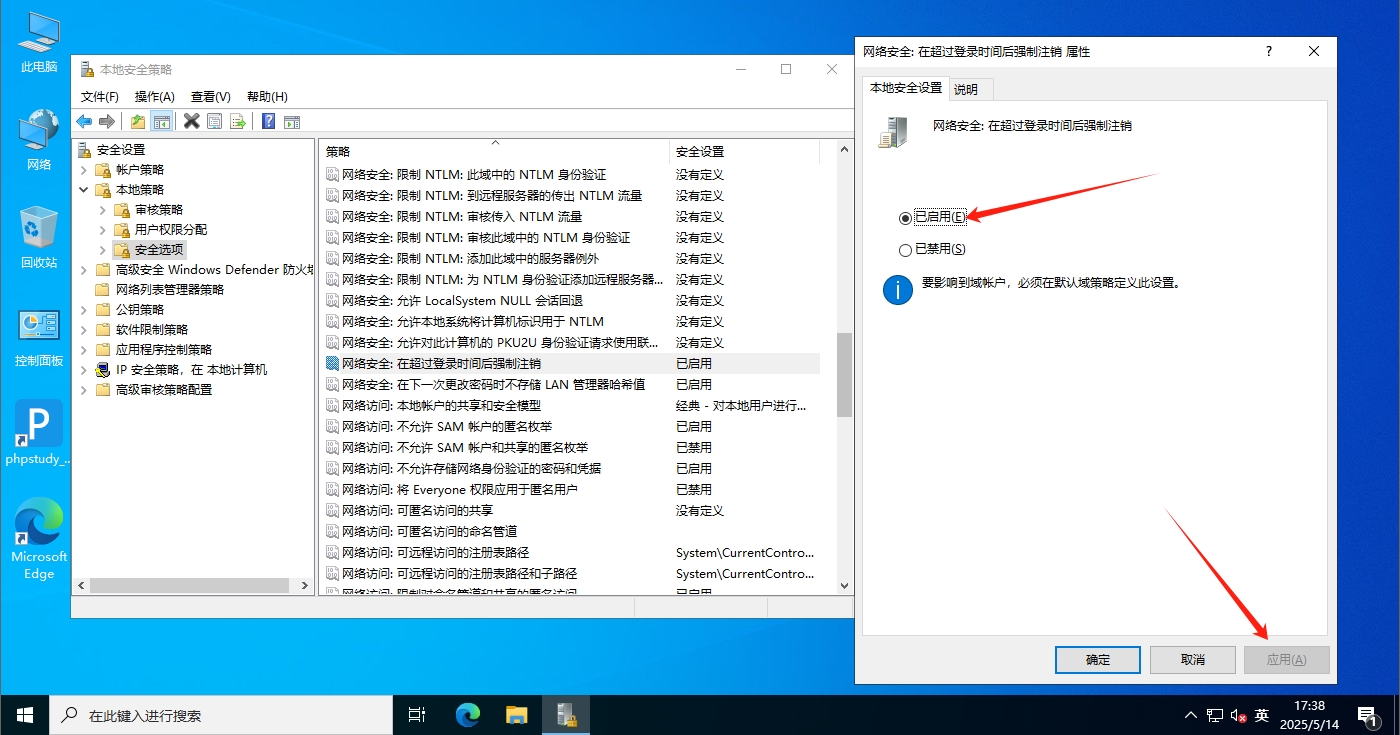 此电脑
网络
回收站
控制面板
phpstudy_...
Microsoft
Edge
本地安全策略
文件(F) 操作(A) 查看(V) 帮助(H)
安全设置
帐户策略
本地策略
审核策略
用户权限分配
安全选项
高级安全 Windows Defender 防火墙
网络列表管理器策略
公钥策略
软件限制策略
应用程序控制策略
IP 安全策略，在 本地计算机
高级审核策略配置
策略 安全设置
网络安全: 限制 NTLM: 此域中的 NTLM 身份验证 没有定义
网络安全: 限制 NTLM: 到远程服务器的传出 NTLM 流量 没有定义
网络安全: 限制 NTLM: 审核传入 NTLM 流量 没有定义
网络安全: 限制 NTLM: 审核此域中的 NTLM 身份验证 没有定义
网络安全: 限制 NTLM: 添加此域中的服务器例外 没有定义
网络安全: 限制 NTLM: 为 NTLM 身份验证添加远程服务器... 没有定义
网络安全: 允许 LocalSystem NULL 会话回退 没有定义
网络安全: 允许本地系统将计算机标识用于 NTLM 没有定义
网络安全: 允许对此计算机的 PKU2U 身份验证请求使用联... 没有定义
网络安全: 在超过登录时间后强制注销 已启用
网络安全: 在下一次更改密码时不存储 LAN 管理器哈希值 已启用
网络访问: 本地帐户的共享和安全模型 经典 - 对本地用户进行...
网络访问: 不允许 SAM 帐户的匿名枚举 已启用
网络访问: 不允许 SAM 帐户和共享的匿名枚举 已禁用
网络访问: 不允许存储网络身份验证的密码和凭据 已启用
网络访问: 将 Everyone 权限应用于匿名用户 已禁用
网络访问: 可匿名访问的共享 没有定义
网络访问: 可匿名访问的命名管道
网络访问: 可远程访问的注册表路径 System\CurrentContro...
网络访问: 可远程访问的注册表路径和子路径 System\CurrentContro...
网络访问: 限制对命名管道和共享的匿名访问 已启用
网络安全: 在超过登录时间后强制注销 属性
?
本地安全设置 说明
网络安全: 在超过登录时间后强制注销
已启用(E)
已禁用(S)
i
要影响到域帐户，必须在默认域策略定义此设置。
确定 取消 应用(A)
在此键入进行搜索
英
17:38
2025/5/14
1